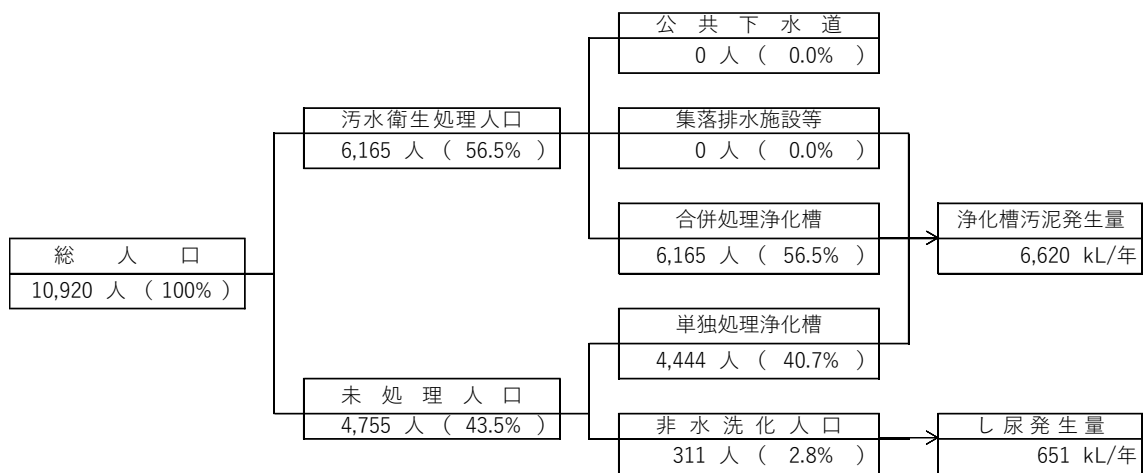 公共下水道
0 人 ( 0.0% )
汚水衛生処理人口
6,165 人 ( 56.5% )
集落排水施設等
0 人 ( 0.0% )
合併処理浄化槽
6,165 人 ( 56.5% )
浄化槽汚泥発生量
6,620 kL/年
総人口
10,920 人 ( 100% )
単独処理浄化槽
4,444 人 ( 40.7% )
未処理人口
4,755 人 ( 43.5% )
非水洗化人口
311 人 ( 2.8% )
し尿発生量
651 kL/年